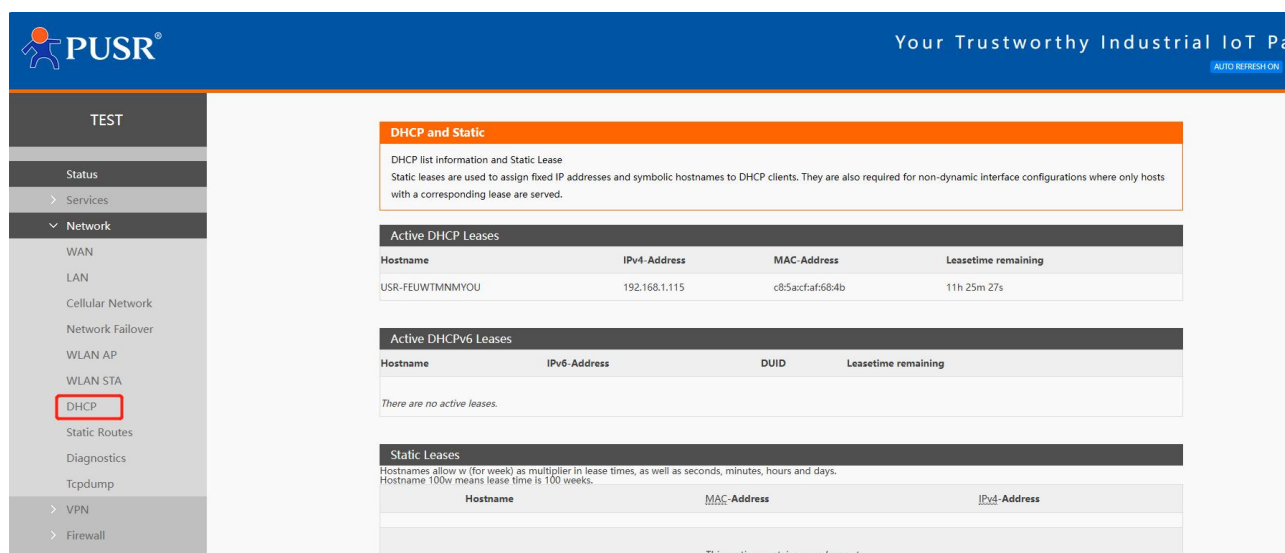 PUSR®
Your Trustworthy Industrial IoT Pa
AUTO REFRESH ON
TEST
Status
Services
Network
WAN
LAN
Cellular Network
Network Failover
WLAN AP
WLAN STA
DHCP
Static Routes
Diagnostics
Tcpdump
VPN
Firewall
DHCP and Static
DHCP list information and Static Lease
Static leases are used to assign fixed IP addresses and symbolic hostnames to DHCP clients. They are also required for non-dynamic interface configurations where only hosts
with a corresponding lease are served.
Active DHCP Leases
Hostname IPv4-Address MAC-Address Leasetime remaining
USR-FEUWTMNMYOU 192.168.1.115 c8:5a:cf:af:68:4b 11h 25m 27s
Active DHCPv6 Leases
Hostname IPv6-Address DUID Leasetime remaining
There are no active leases.
Static Leases
Hostnames allow w (for week) as multiplier in lease times, as well as seconds, minutes, hours and days.
Hostname 100w means lease time is 100 weeks.
Hostname MAC-Address IPv4-Address